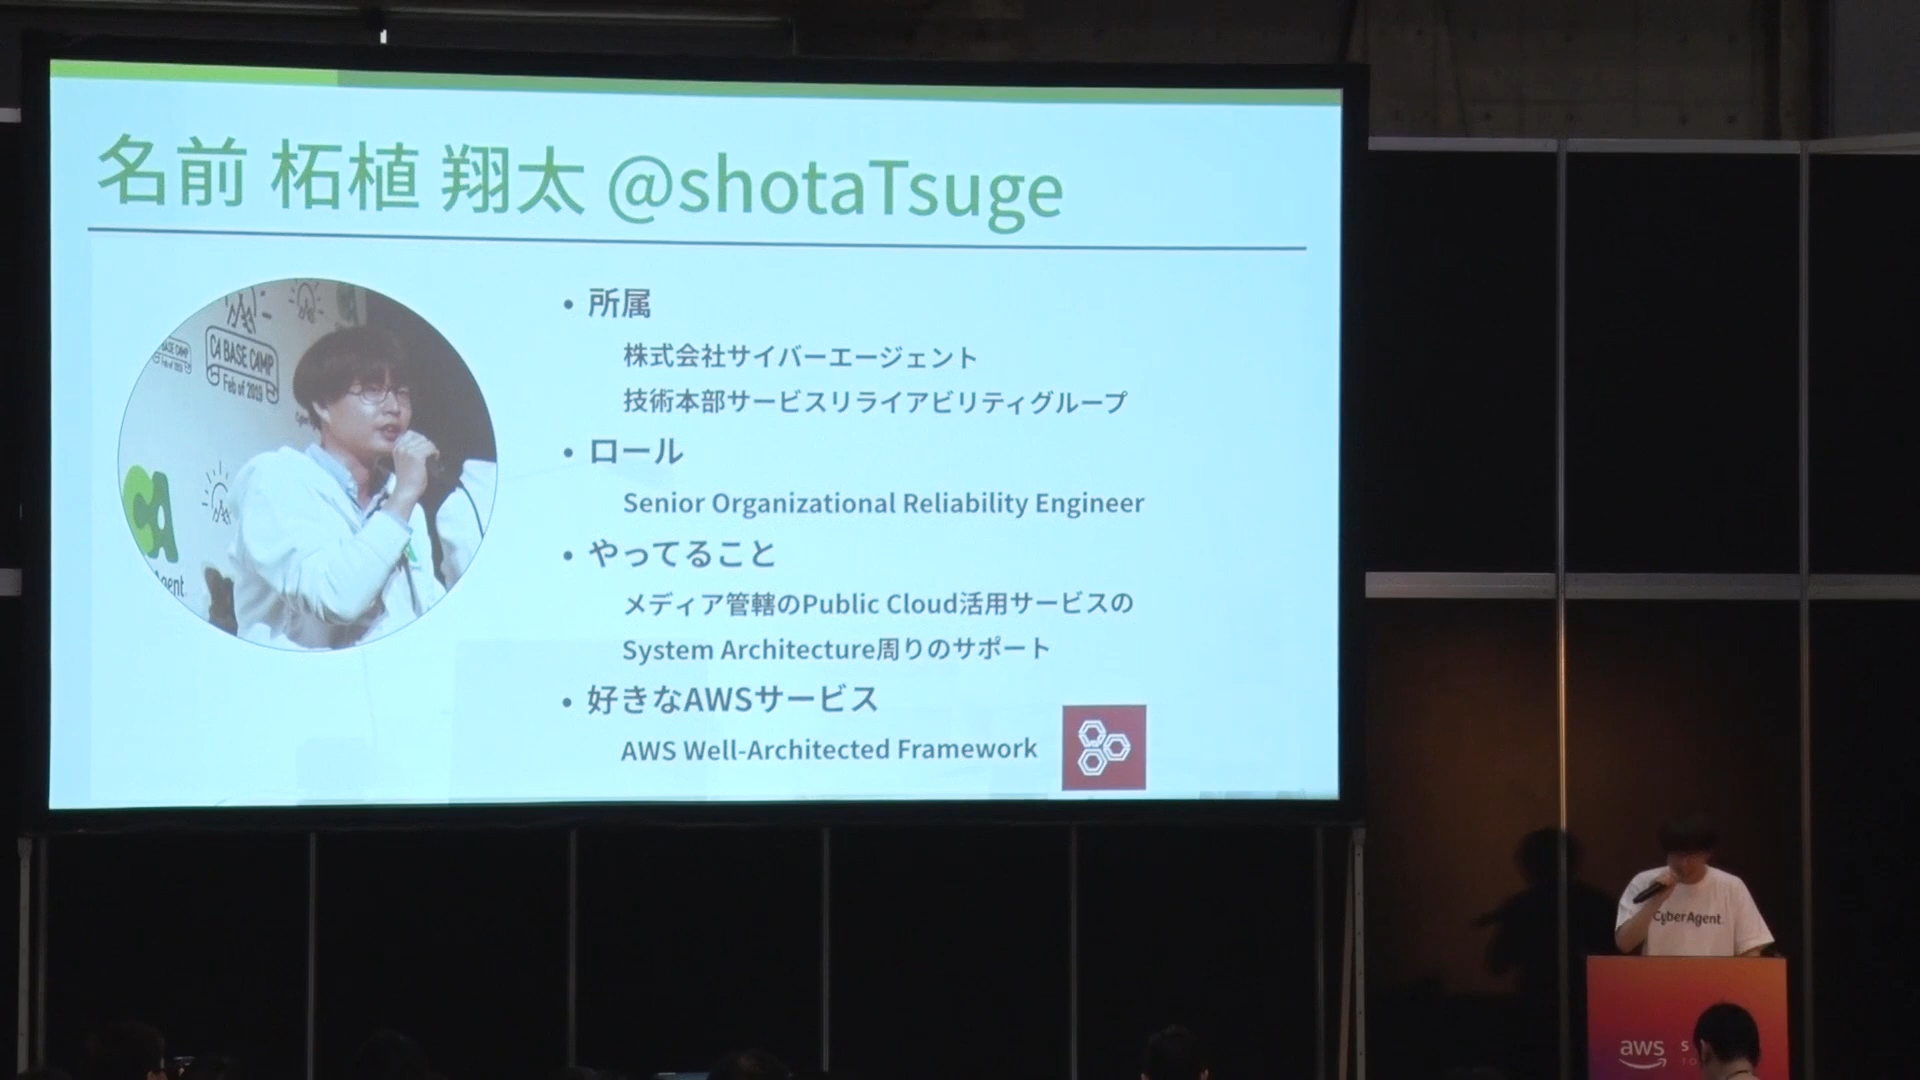 名前 柘植 翔太 @shotaTsuge
• 所属
株式会社サイバーエージェント
技術本部サービスリライアビリティグループ
• ロール
Senior Organizational Reliability Engineer
• やってること
メディア管轄のPublic Cloud活用サービスの
System Architecture周りのサポート
• 好きなAWSサービス
AWS Well-Architected Framework
CA BASE CAMP
Feb of 2019
BASE CAMP
CA
CyberAgent.
aws